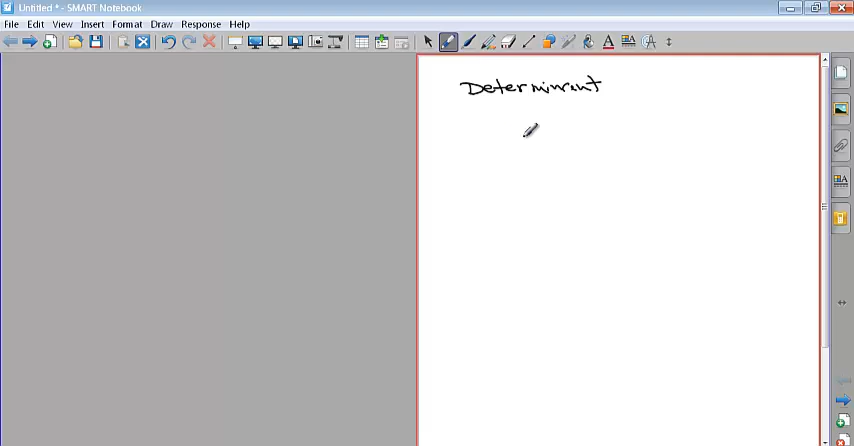 Untitled * - SMART Notebook
File Edit View Insert Format Draw Response Help
Determinant